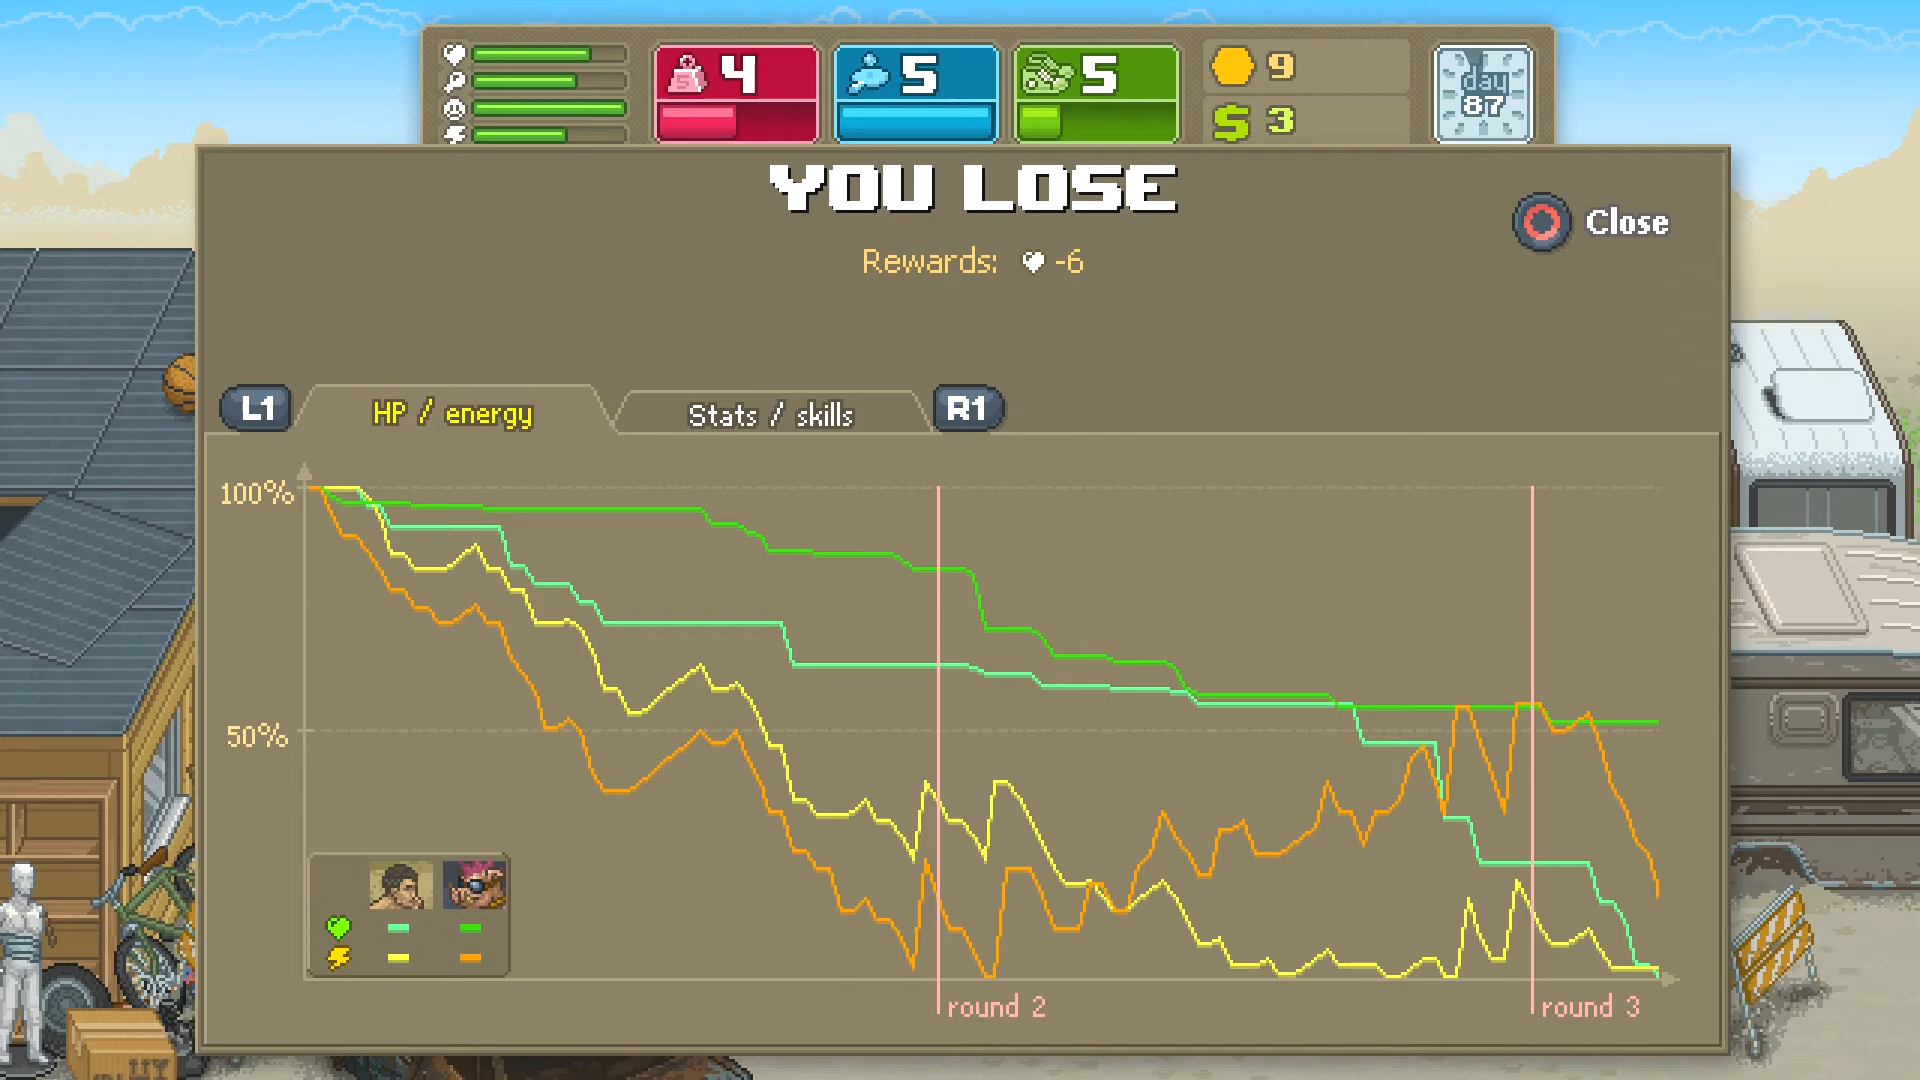 4
5
5
9
$ 3
day
87
YOU LOSE
Close
Rewards: -6
L1
HP / energy
Stats / skills
R1
100%
50%
round 2
round 3